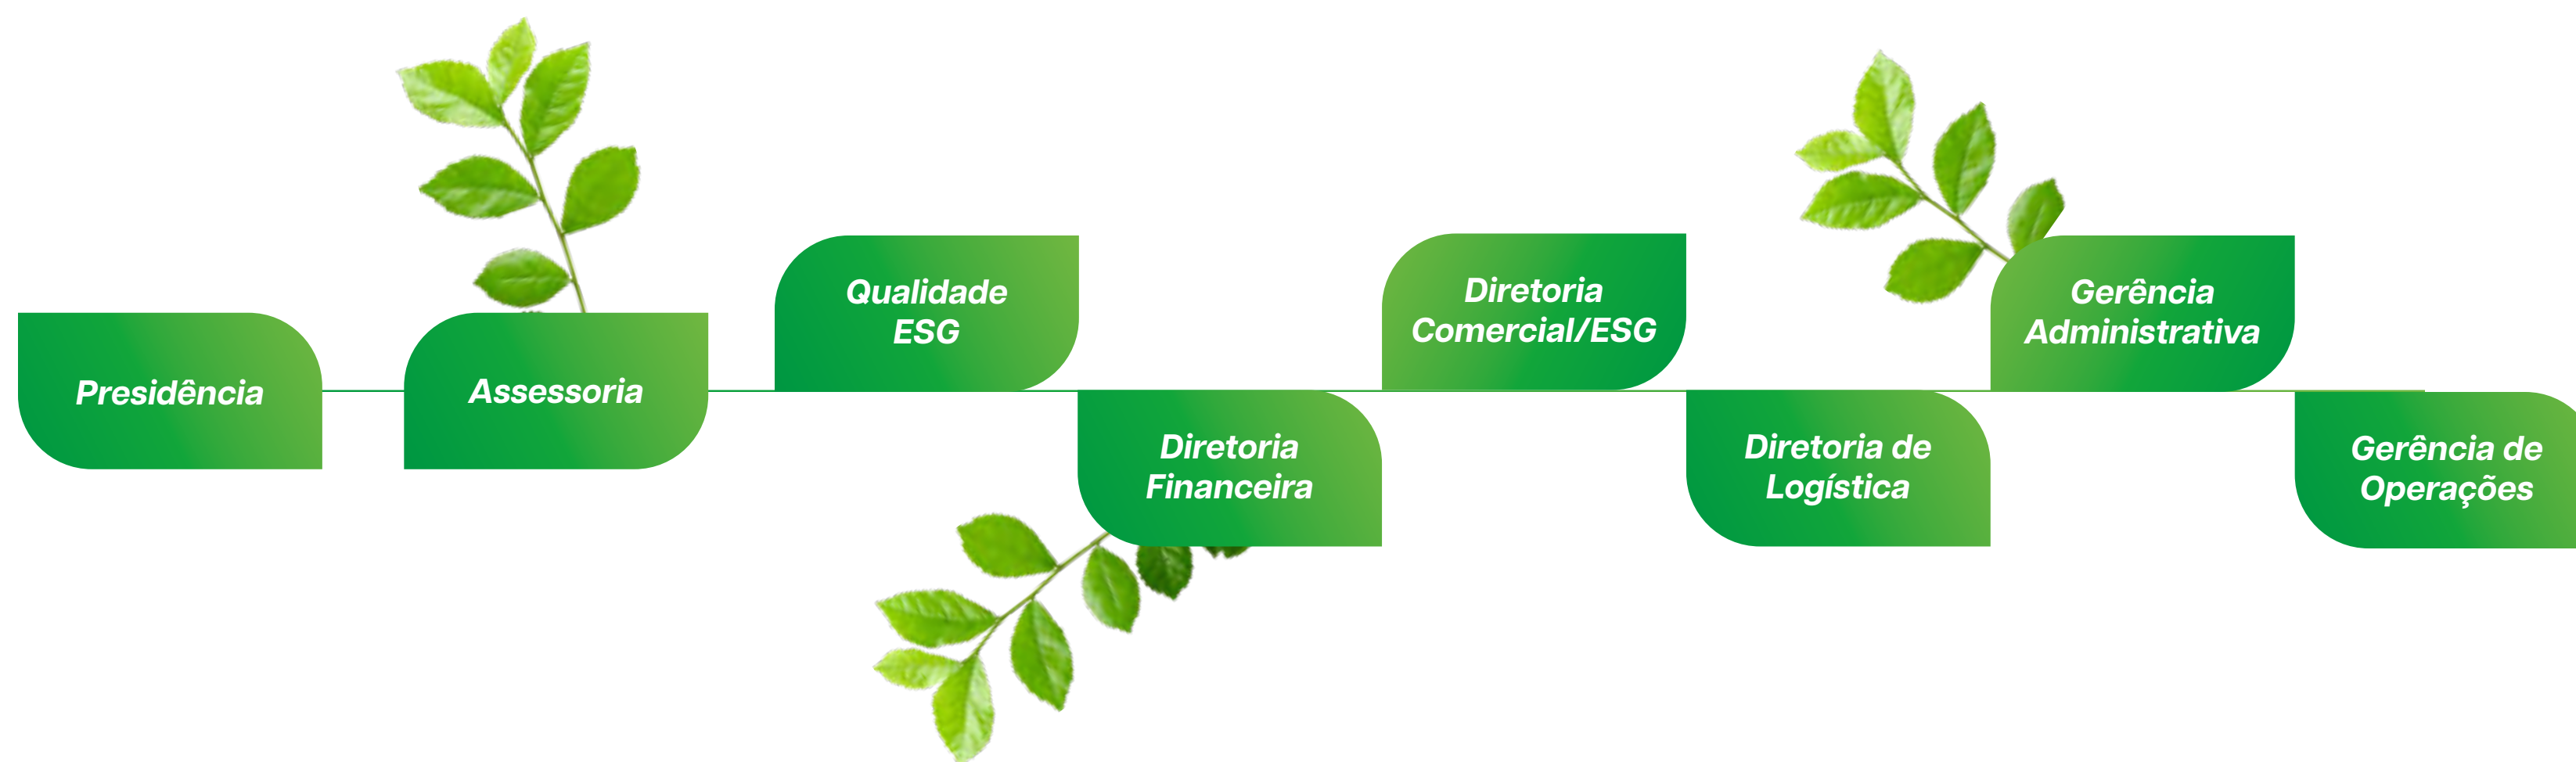 Presidência
Assessoria
Qualidade
ESG
Diretoria
Financeira
Diretoria
Comercial/ESG
Diretoria de
Logística
Gerência
Administrativa
Gerência de
Operações